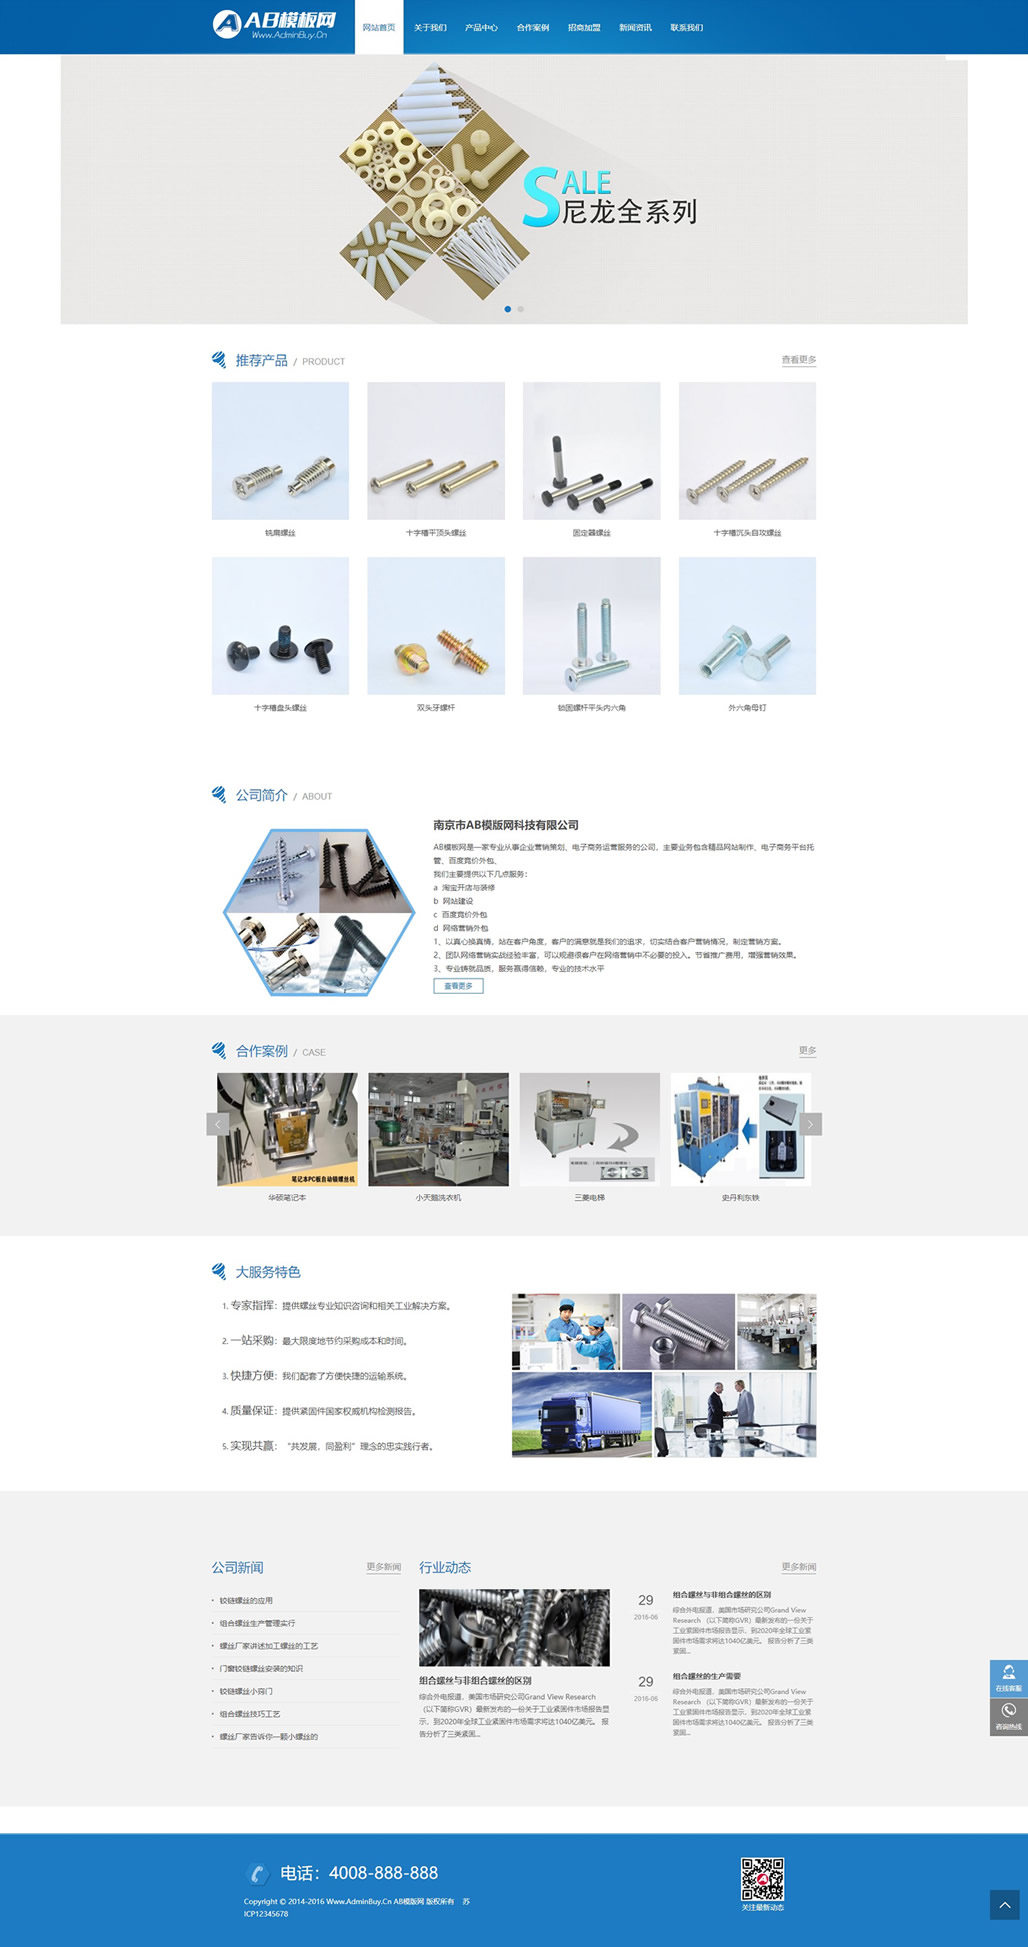 AB模板网
Www.AdminBuy.Cn
网站首页 关于我们 产品中心 合作案例 招商加盟 新闻资讯 联系我们
SALE
尼龙全系列
推荐产品 / PRODUCT 查看更多
铣扁螺丝 十字槽平顶头螺丝 固定器螺丝 十字槽沉头自攻螺丝
十字槽盘头螺丝 双头牙螺杆 锁固螺杆平头内六角 外六角母钉
公司简介 / ABOUT
南京市AB模版网科技有限公司
AB模板网是一家专业从事企业营销策划、电子商务运营服务的公司，主要业务包含精品网站制作、电子商务平台托
管、百度竞价外包、
我们主要提供以下几点服务：
a 淘宝开店与装修
b 网站建设
c 百度竞价外包
d 网络营销外包
1、以真心换真情，站在客户角度，客户的满意就是我们的追求，切实结合客户营销情况，制定营销方案。
2、团队网络营销实战经验丰富，可以规避很客户在网络营销中不必要的投入。节省推广费用，增强营销效果。
3、专业铸就品质，服务赢得信赖，专业的技术水平
查看更多
合作案例 / CASE 更多
笔记本PC板自动锁螺丝机
华硕笔记本 小天鹅洗衣机 三菱电梯 史丹利东铁
大服务特色
1. 专家指挥：提供螺丝专业知识咨询和相关工业解决方案。
2. 一站采购：最大限度地节约采购成本和时间。
3. 快捷方便：我们配套了方便快捷的运输系统。
4. 质量保证：提供紧固件国家权威机构检测报告。
5. 实现共赢：“共发展，同盈利”理念的忠实践行者。
公司新闻 更多新闻
· 铰链螺丝的应用
· 组合螺丝生产管理实行
· 螺丝厂家讲述加工螺丝的工艺
· 门窗铰链螺丝安装的知识
· 铰链螺丝小窍门
· 组合螺丝技巧工艺
· 螺丝厂家告诉你一颗小螺丝的
行业动态 更多新闻
组合螺丝与非组合螺丝的区别
综合外电报道，美国市场研究公司Grand View Research
（以下简称GVR）最新发布的一份关于工业紧固件市场报告显
示，到2020年全球工业紧固件市场需求将达1040亿美元。 报
告分析了三类紧固...
29
2016-06
组合螺丝与非组合螺丝的区别
综合外电报道，美国市场研究公司Grand View
Research （以下简称GVR）最新发布的一份关于
工业紧固件市场报告显示，到2020年全球工业紧
固件市场需求将达1040亿美元。 报告分析了三类
紧固...
29
2016-06
组合螺丝的生产需要
综合外电报道，美国市场研究公司Grand View
Research （以下简称GVR）最新发布的一份关于
工业紧固件市场报告显示，到2020年全球工业紧
固件市场需求将达1040亿美元。 报告分析了三类
紧固...
在线客服
咨询热线
电话：4008-888-888
Copyright © 2014-2016 Www.AdminBuy.Cn AB模版网 版权所有 苏
ICP12345678
关注最新动态